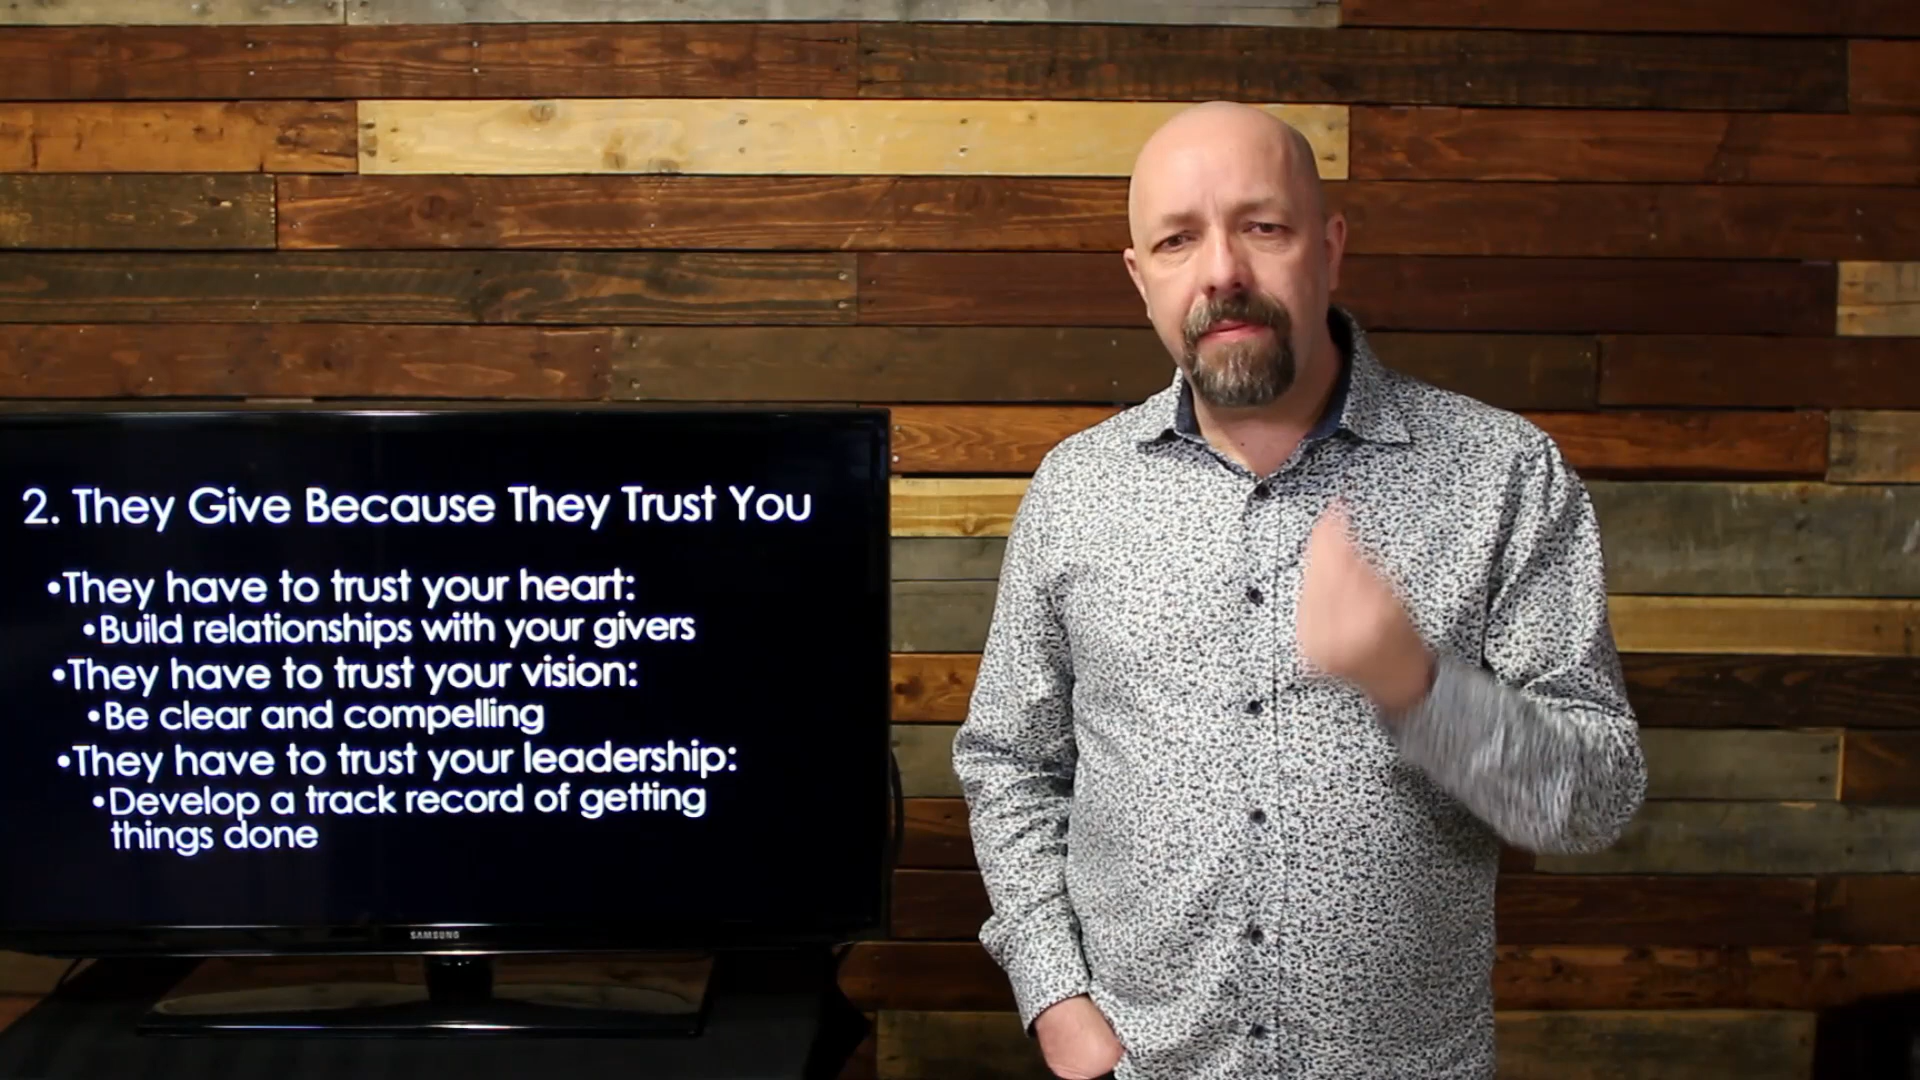 2. They Give Because They Trust You
•They have to trust your heart:
•Build relationships with your givers
•They have to trust your vision:
•Be clear and compelling
•They have to trust your leadership:
•Develop a track record of getting
things done
SAMSUNG